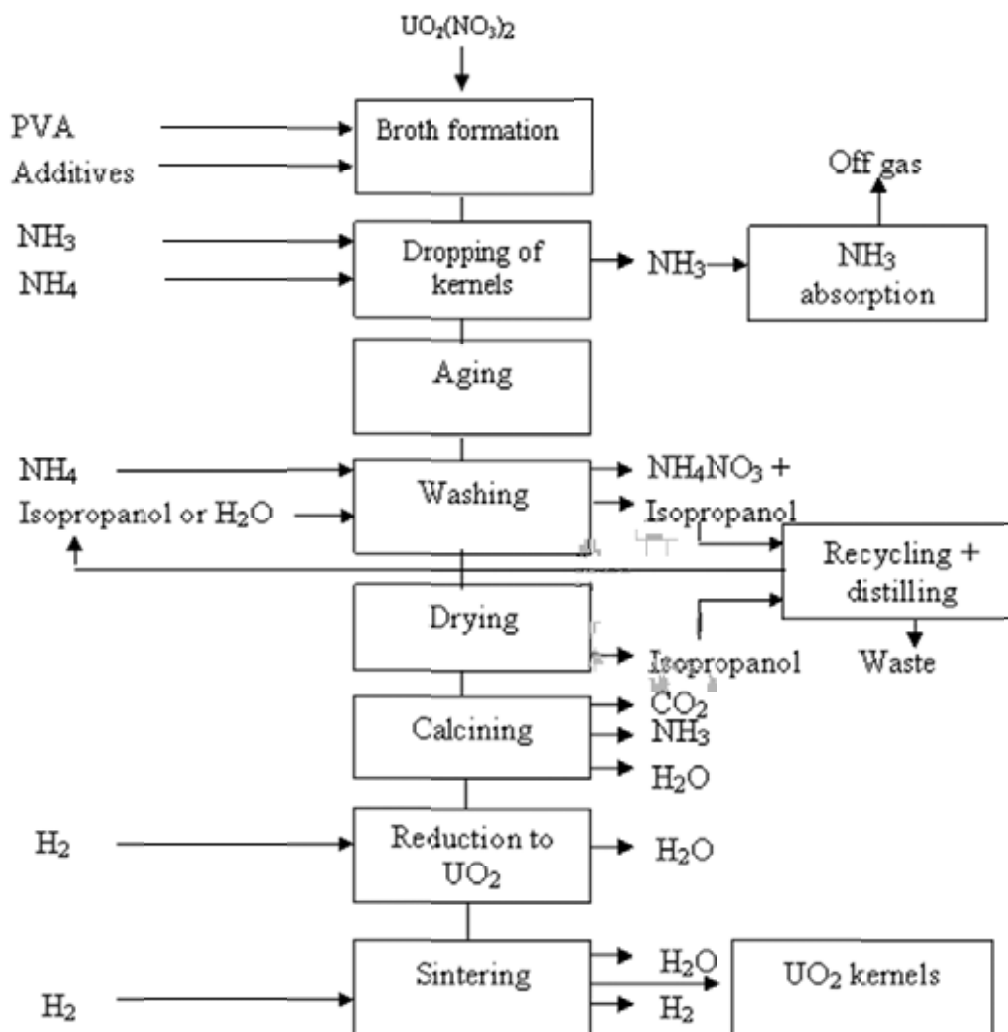 UO₂(NO₃)₂
PVA
Additives
Broth formation
Off gas
NH₃
NH₄
Dropping of
kernels
NH₃
NH₃
absorption
Aging
NH₄
Isopropanol or H₂O
Washing
NH₄NO₃ +
Isopropanol
Recycling +
distilling
Drying
Isopropanol
Waste
Calcining
CO₂
NH₃
H₂O
H₂
Reduction to
UO₂
H₂O
H₂
Sintering
H₂O
H₂
UO₂ kernels